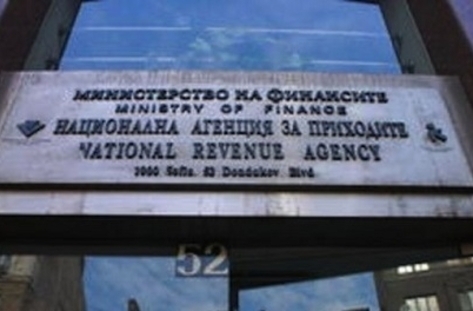 МИНИСТЕРСТВО НА ФИНАНСИТЕ
MINISTRY OF FINANCE
НАЦИОНАЛНА АГЕНЦИЯ ЗА ПРИХОДИТЕ
NATIONAL REVENUE AGENCY
1000 Sofia, 52 Dondukov Blvd.
52